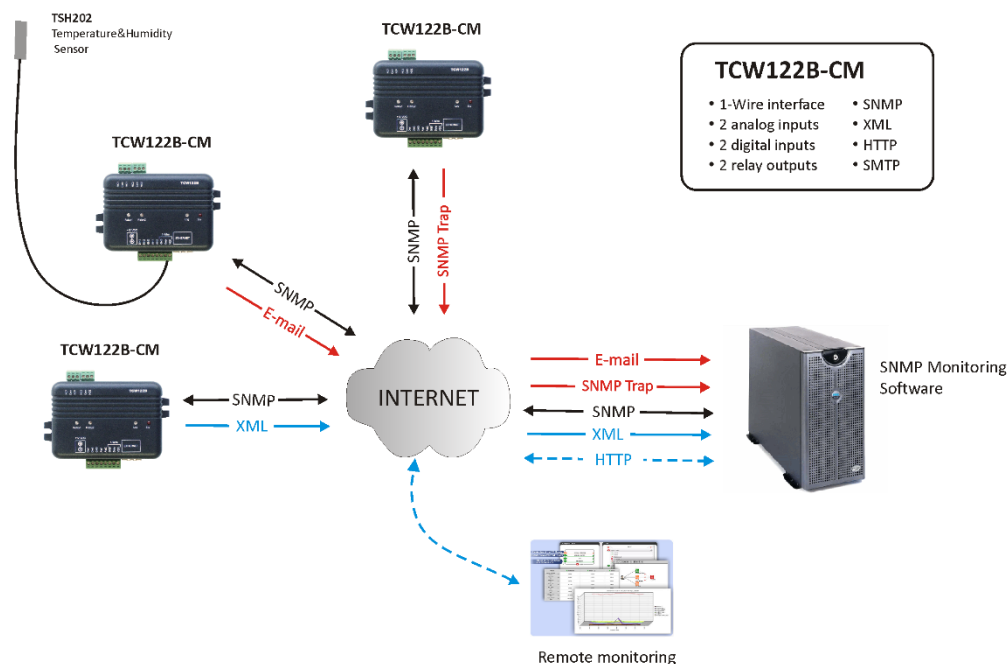 TSH202
Temperature&Humidity
Sensor
TCW122B-CM
TCW122B-CM
• 1-Wire interface
• 2 analog inputs
• 2 digital inputs
• 2 relay outputs
• SNMP
• XML
• HTTP
• SMTP
TCW122B-CM
SNMP
SNMP Trap
SNMP
E-mail
TCW122B-CM
SNMP
XML
INTERNET
E-mail
SNMP Trap
SNMP
XML
HTTP
SNMP Monitoring
Software
Remote monitoring